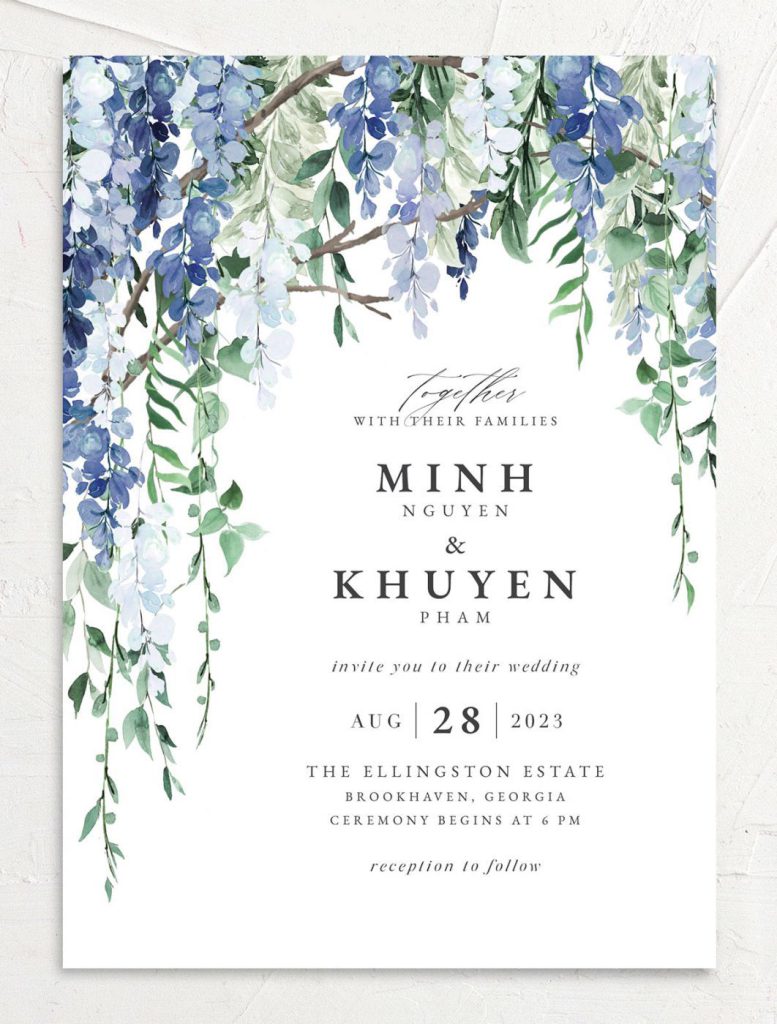 Together
WITH THEIR FAMILIES
MINH
NGUYEN
&
KHUYEN
PHAM
invite you to their wedding
AUG | 28 | 2023
THE ELLINGSTON ESTATE
BROOKHAVEN, GEORGIA
CEREMONY BEGINS AT 6 PM
reception to follow